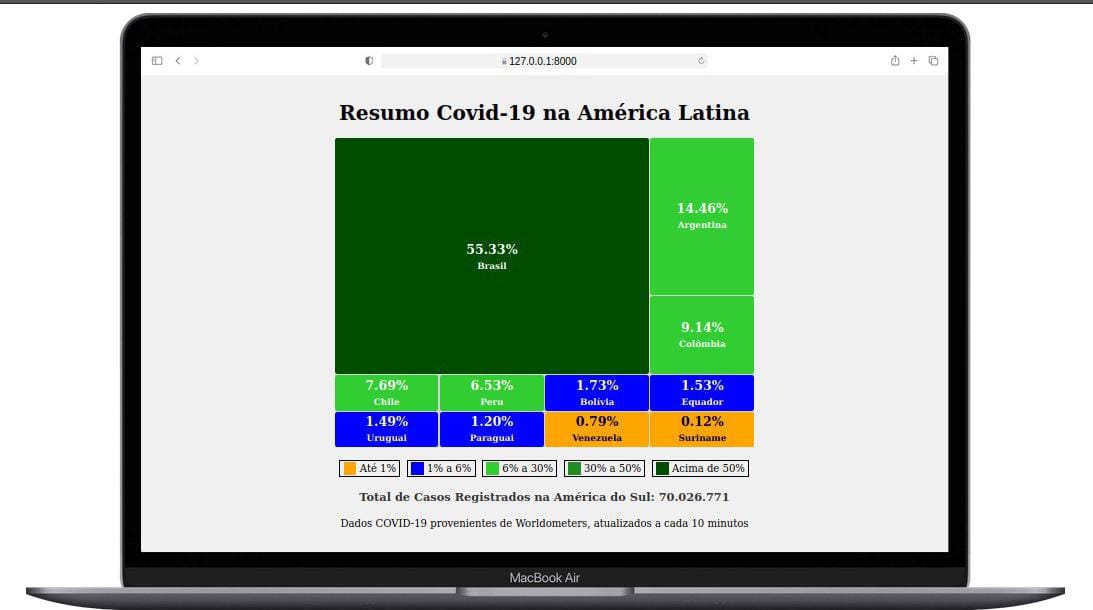 127.0.0.1:8000
Resumo Covid-19 na América Latina
55.33%
Brasil
14.46%
Argentina
9.14%
Colômbia
7.69%
Chile
6.53%
Peru
1.73%
Bolívia
1.53%
Equador
1.49%
Uruguai
1.20%
Paraguai
0.79%
Venezuela
0.12%
Suriname
Até 1% 1% a 6% 6% a 30% 30% a 50% Acima de 50%
Total de Casos Registrados na América do Sul: 70.026.771
Dados COVID-19 provenientes de Worldometers, atualizados a cada 10 minutos
MacBook Air